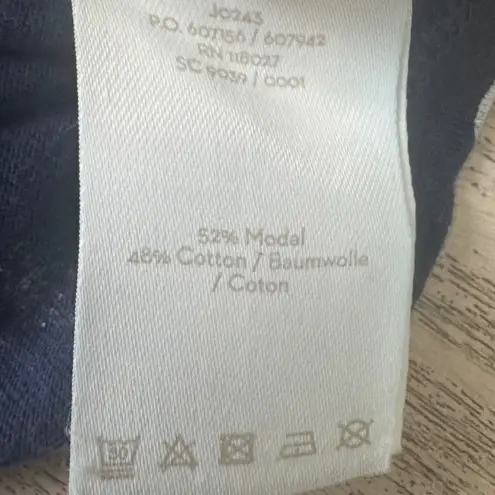 J0243
P.O. 607156 / 607942
RN 118027
SC 9939 / 0001
52% Modal
48% Cotton / Baumwolle
/ Coton
30